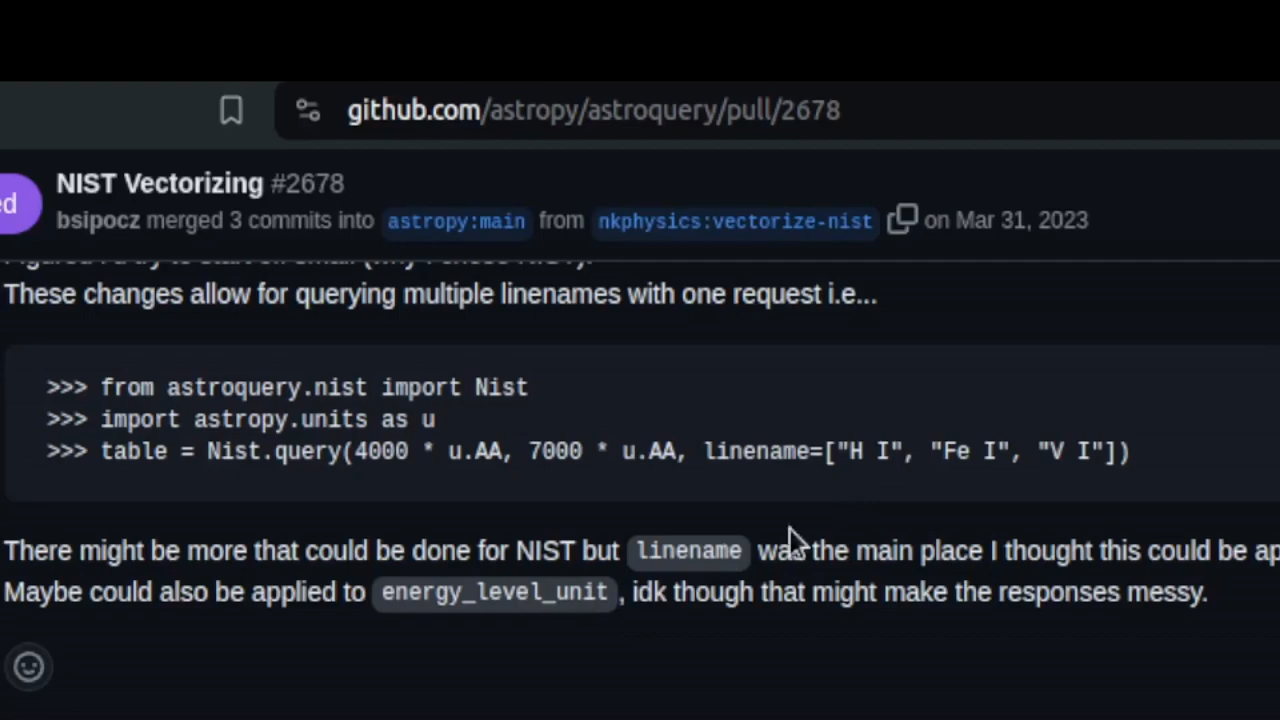 github.com/astropy/astroquery/pull/2678
ed
NIST Vectorizing #2678
bsipocz merged 3 commits into astropy:main from nkphysics:vectorize-nist on Mar 31, 2023
These changes allow for querying multiple linenames with one request i.e...
>>> from astroquery.nist import Nist
>>> import astropy.units as u
>>> table = Nist.query(4000 * u.AA, 7000 * u.AA, linename=["H I", "Fe I", "V I"])
There might be more that could be done for NIST but linename was the main place I thought this could be ap
Maybe could also be applied to energy_level_unit, idk though that might make the responses messy.